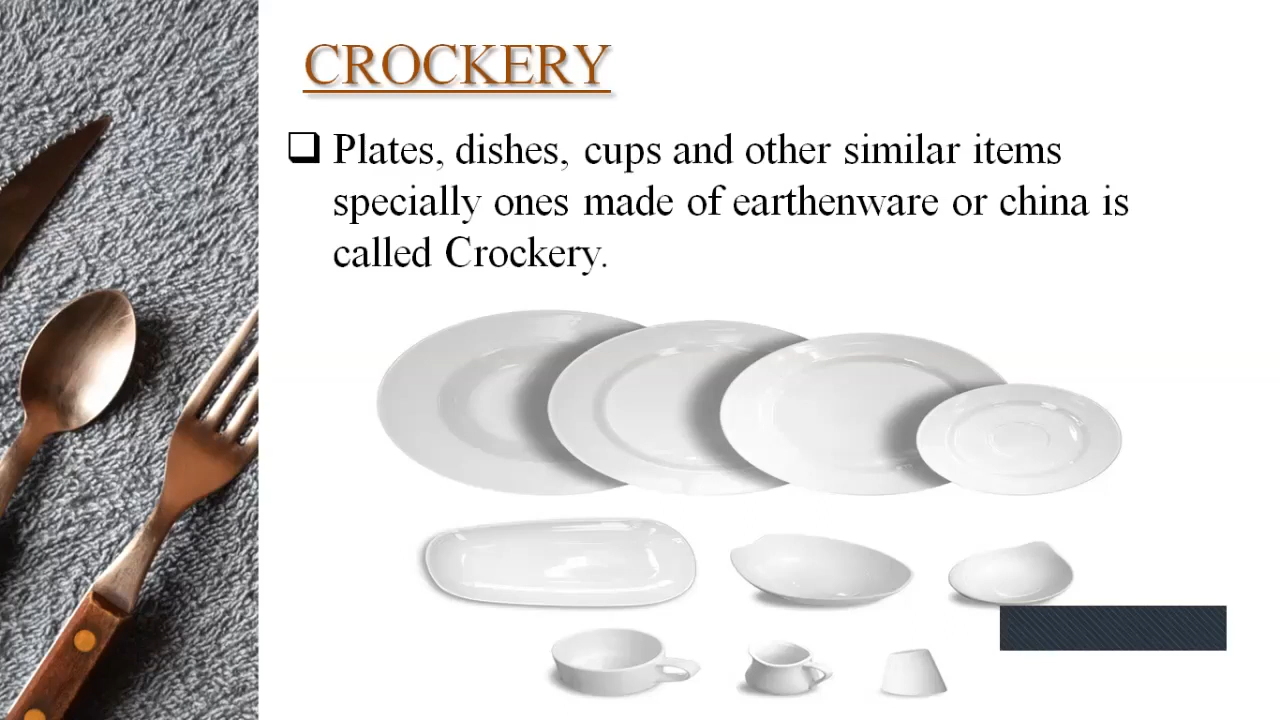 CROCKERY
❑ Plates, dishes, cups and other similar items
specially ones made of earthenware or china is
called Crockery.